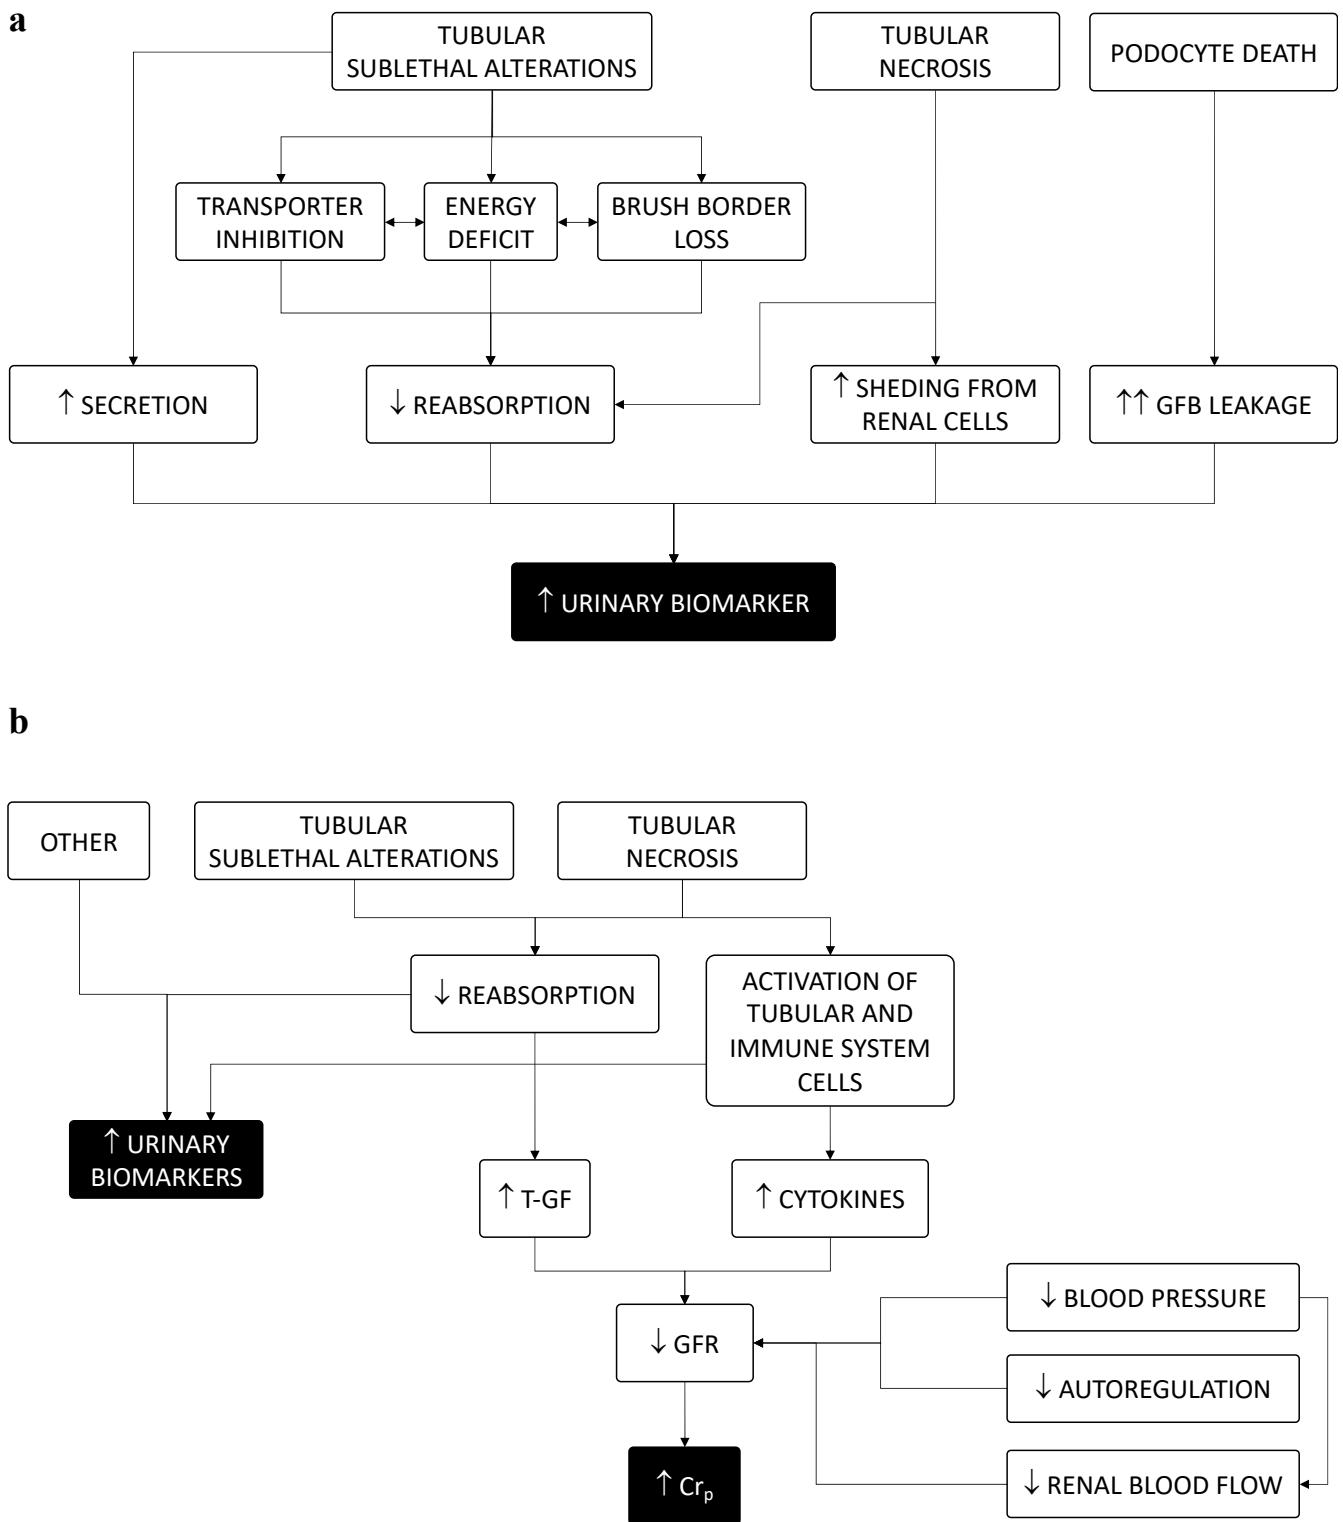 a
TUBULAR
SUBLETHAL ALTERATIONS
TUBULAR
NECROSIS
PODOCYTE DEATH
TRANSPORTER
INHIBITION
ENERGY
DEFICIT
BRUSH BORDER
LOSS
↑ SECRETION
↓ REABSORPTION
↑ SHEDING FROM
RENAL CELLS
↑↑ GFB LEAKAGE
↑ URINARY BIOMARKER
b
OTHER
TUBULAR
SUBLETHAL ALTERATIONS
TUBULAR
NECROSIS
↓ REABSORPTION
ACTIVATION OF
TUBULAR AND
IMMUNE SYSTEM
CELLS
↑ URINARY
BIOMARKERS
↑ T-GF
↑ CYTOKINES
↓ BLOOD PRESSURE
↓ GFR
↓ AUTOREGULATION
↑ Crp
↓ RENAL BLOOD FLOW